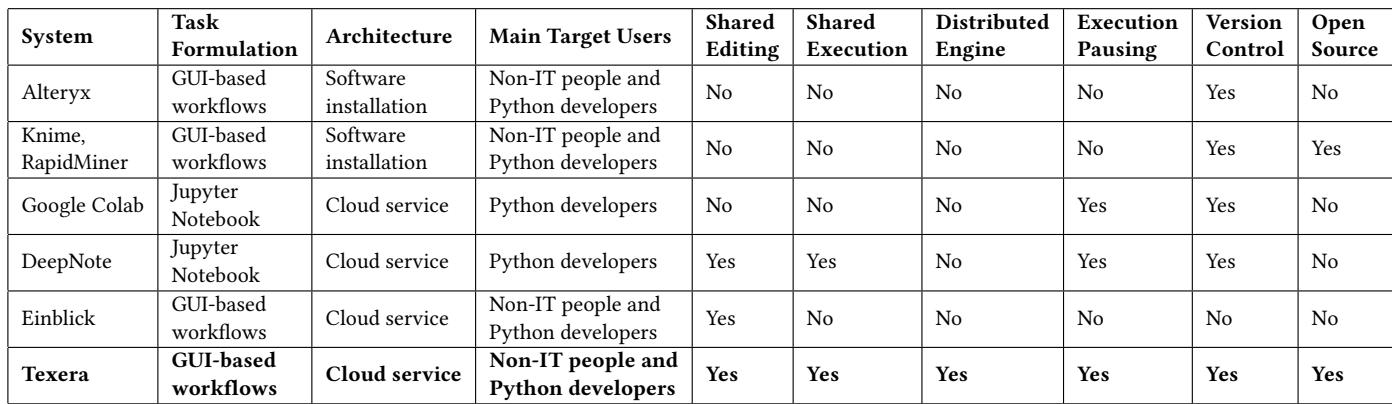 System | Task Formulation | Architecture | Main Target Users | Shared Editing | Shared Execution | Distributed Engine | Execution Pausing | Version Control | Open Source
Alteryx | GUI-based workflows | Software installation | Non-IT people and Python developers | No | No | No | No | Yes | No
Knime, RapidMiner | GUI-based workflows | Software installation | Non-IT people and Python developers | No | No | No | No | Yes | Yes
Google Colab | Jupyter Notebook | Cloud service | Python developers | No | No | No | Yes | Yes | No
DeepNote | Jupyter Notebook | Cloud service | Python developers | Yes | Yes | No | Yes | Yes | No
Einblick | GUI-based workflows | Cloud service | Non-IT people and Python developers | Yes | No | No | No | No | No
Texera | GUI-based workflows | Cloud service | Non-IT people and Python developers | Yes | Yes | Yes | Yes | Yes | Yes